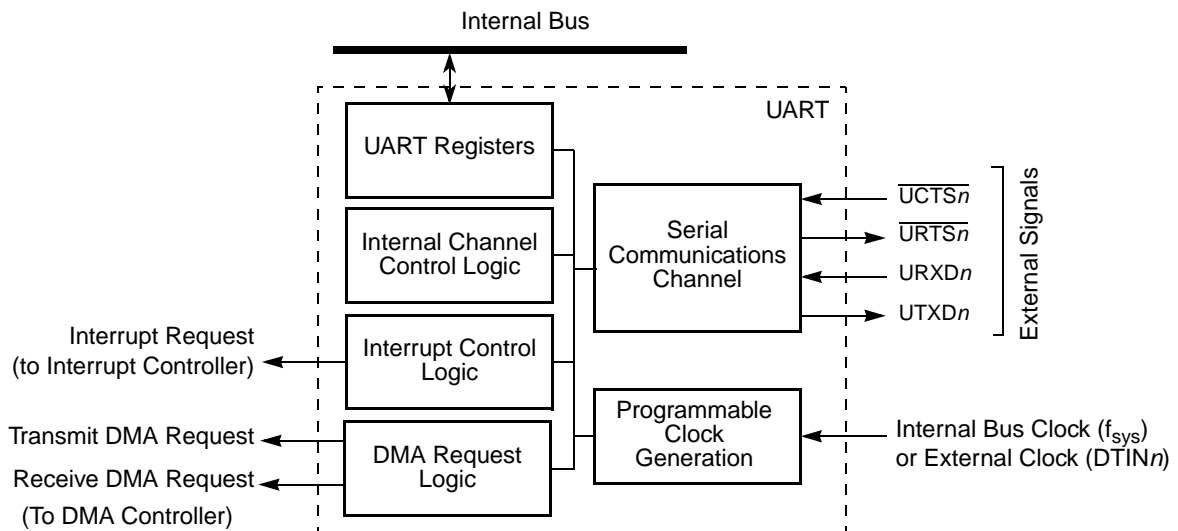 Internal Bus
UART
UART Registers
Internal Channel
Control Logic
Interrupt Control
Logic
DMA Request
Logic
Serial
Communications
Channel
Programmable
Clock
Generation
UCTSn
URTSn
URXDn
UTXDn
External Signals
Interrupt Request
(to Interrupt Controller)
Transmit DMA Request
Receive DMA Request
(To DMA Controller)
Internal Bus Clock (fsys)
or External Clock (DTINn)